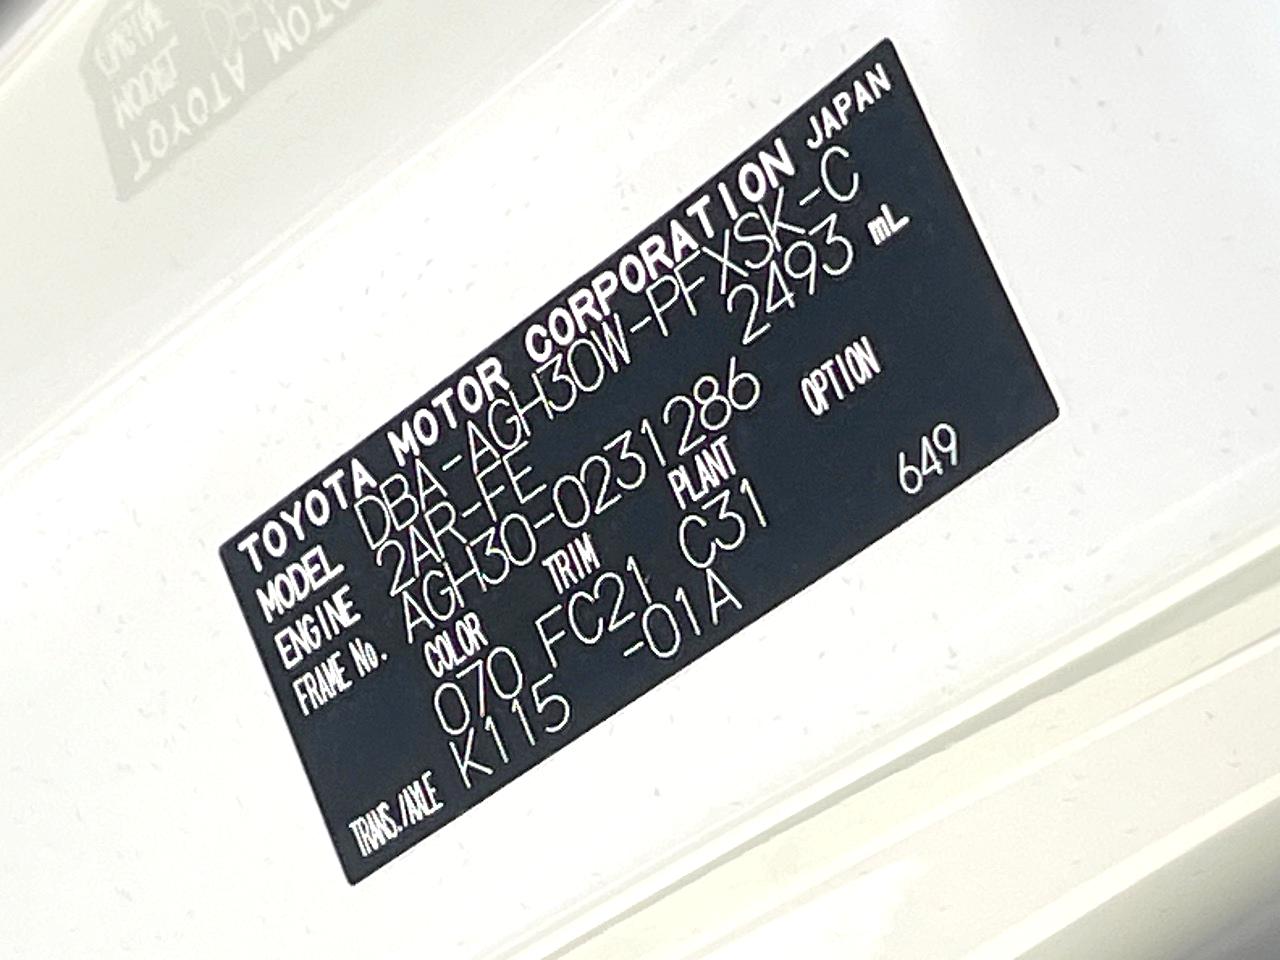 TOYOTA MOTOR CORPORATION JAPAN
MODEL DBA-AGH30W-PFXSK-C
ENGINE 2AR-FE 2493 mL
FRAME No. AGH30-0231286
COLOR TRIM PLANT OPTION
070 FC21 C31
TRANS./AXLE K115 -01A 649